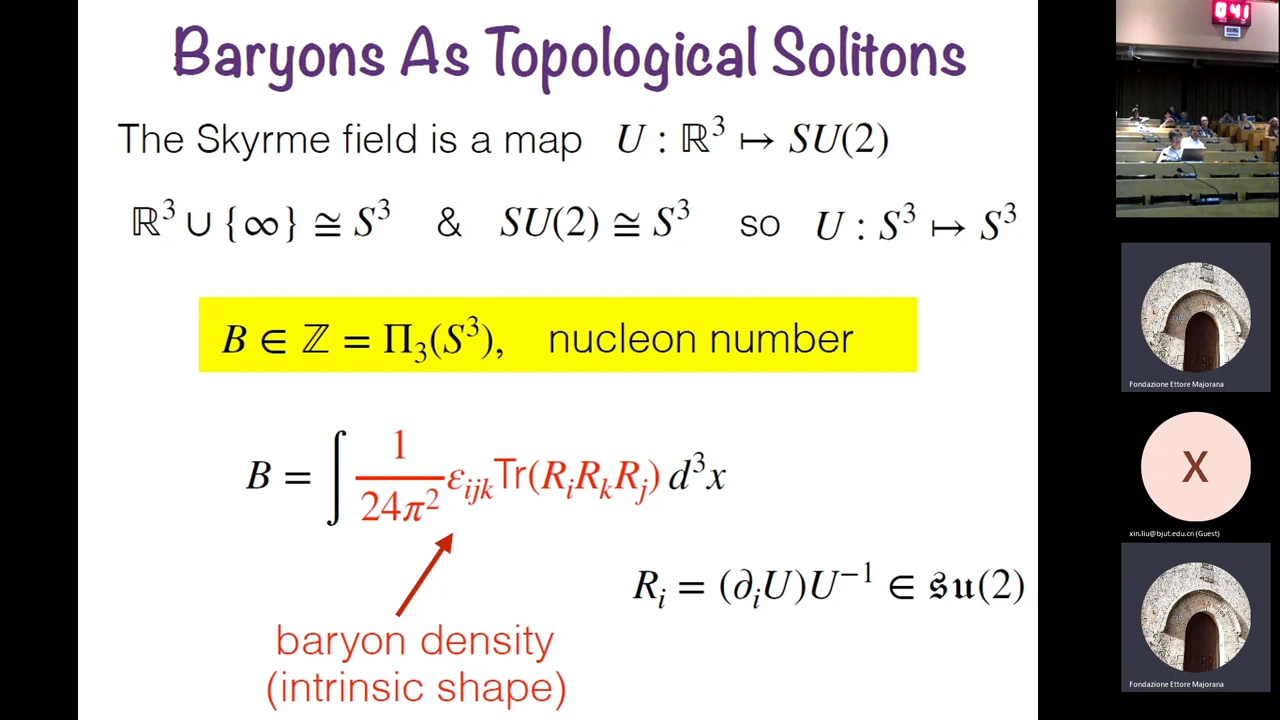 Baryons As Topological Solitons
The Skyrme field is a map U : ℝ³ ↦ SU(2)
ℝ³ ∪ {∞} ≅ S³ & SU(2) ≅ S³ so U : S³ ↦ S³
B ∈ ℤ = Π₃(S³), nucleon number
B = ∫ 1/(24π²) ε_{ijk} Tr(R_i R_k R_j) d³x
R_i = (∂_i U)U⁻¹ ∈ 𝔰𝔲(2)
baryon density
(intrinsic shape)
Fondazione Ettore Majorana
X
xin.liu@bjut.edu.cn (Guest)
Fondazione Ettore Majorana